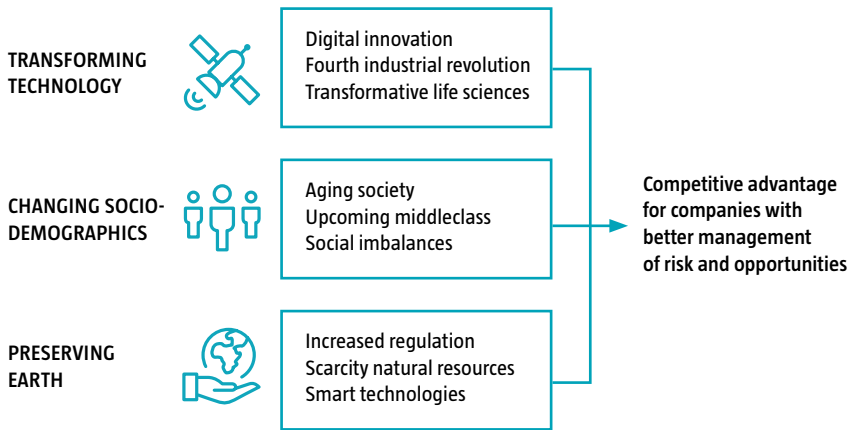 TRANSFORMING
TECHNOLOGY
Digital innovation
Fourth industrial revolution
Transformative life sciences
CHANGING SOCIO-
DEMOGRAPHICS
Aging society
Upcoming middleclass
Social imbalances
PRESERVING
EARTH
Increased regulation
Scarcity natural resources
Smart technologies
Competitive advantage
for companies with
better management
of risk and opportunities